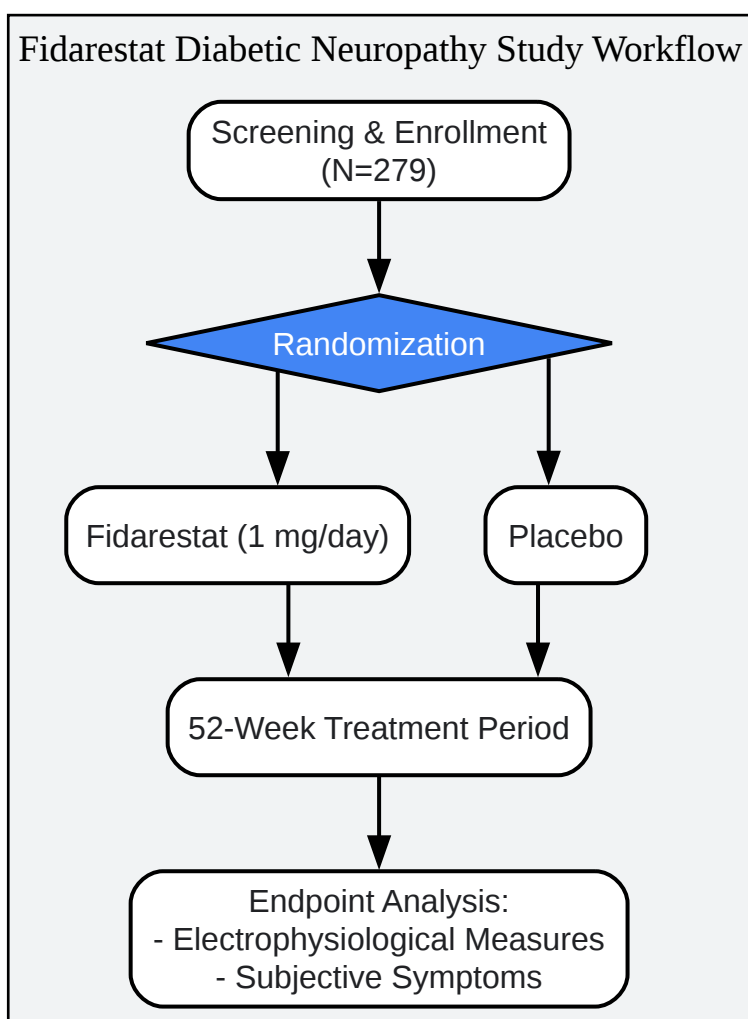 Fidarestat Diabetic Neuropathy Study Workflow
Screening & Enrollment
(N=279)
Randomization
Fidarestat (1 mg/day)
Placebo
52-Week Treatment Period
Endpoint Analysis:
- Electrophysiological Measures
- Subjective Symptoms